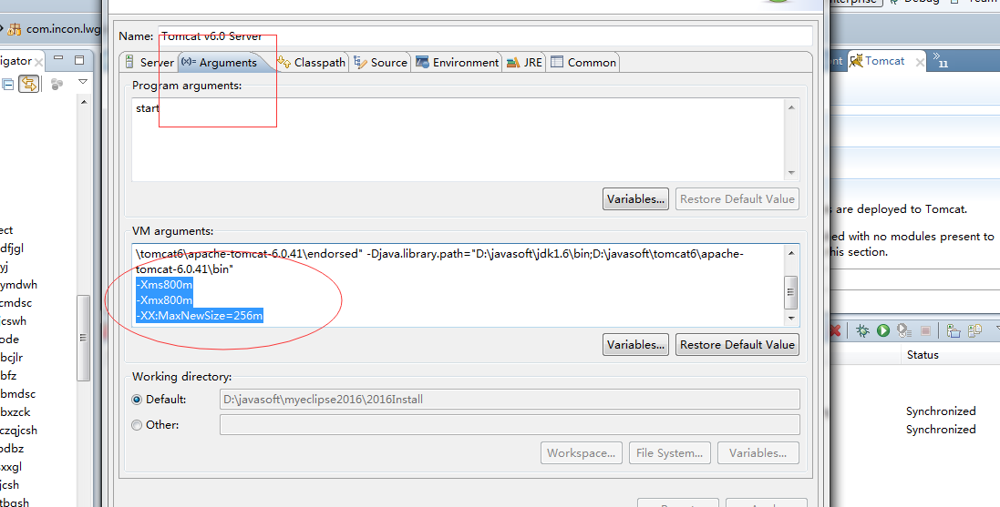 enterprise
Debug
Team
com.incon.lwg
Name:
Tomcat v6.0 Server
igator
Server
(x)= Arguments
Classpath
Source
Environment
JRE
Common
nt
Tomcat
»11
Program arguments:
start
Variables...
Restore Default Value
s are deployed to Tomcat.
VM arguments:
ed with no modules present to
his section.
\tomcat6\apache-tomcat-6.0.41\endorsed" -Djava.library.path="D:\javasoft\jdk1.6\bin;D:\javasoft\tomcat6\apache-
tomcat-6.0.41\bin"
-Xms800m
-Xmx800m
-XX:MaxNewSize=256m
Variables...
Restore Default Value
Status
Working directory:
Default:
D:\javasoft\myeclipse2016\2016Install
Other:
Synchronized
Synchronized
Workspace...
File System...
Variables...
ect
dfjgl
yj
ymdwh
cmdsc
jcswh
ode
bcjlr
bfz
bmdsc
bxzck
czqjcsh
odbz
sxxgl
jcsh
tbgsh